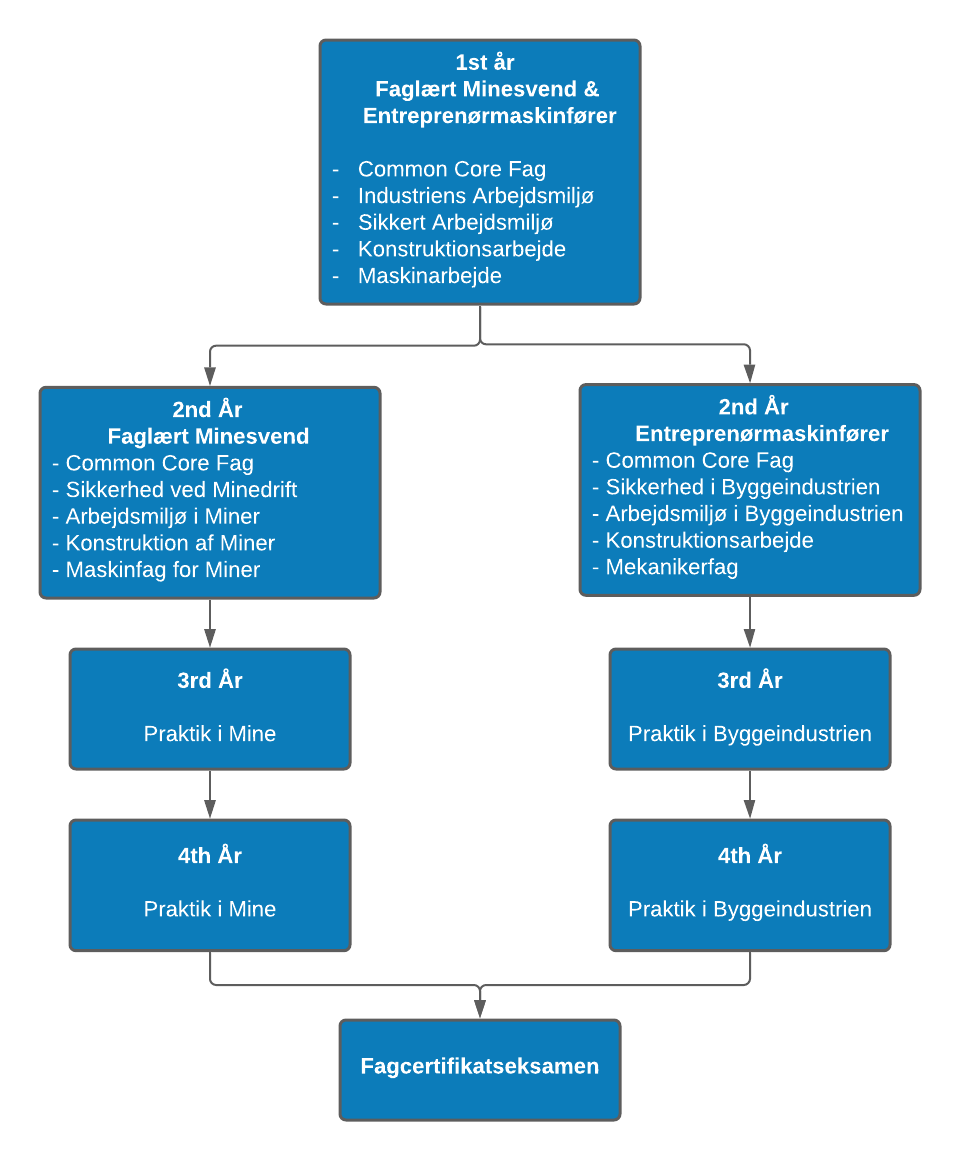 1st år
Faglært Minesvend &
Entreprenørmaskinfører
- Common Core Fag
- Industriens Arbejdsmiljø
- Sikkert Arbejdsmiljø
- Konstruktionsarbejde
- Maskinarbejde
2nd År
Faglært Minesvend
- Common Core Fag
- Sikkerhed ved Minedrift
- Arbejdsmiljø i Miner
- Konstruktion af Miner
- Maskinfag for Miner
2nd År
Entreprenørmaskinfører
- Common Core Fag
- Sikkerhed i Byggeindustrien
- Arbejdsmiljø i Byggeindustrien
- Konstruktionsarbejde
- Mekanikerfag
3rd År
Praktik i Mine
3rd År
Praktik i Byggeindustrien
4th År
Praktik i Mine
4th År
Praktik i Byggeindustrien
Fagcertifikatseksamen